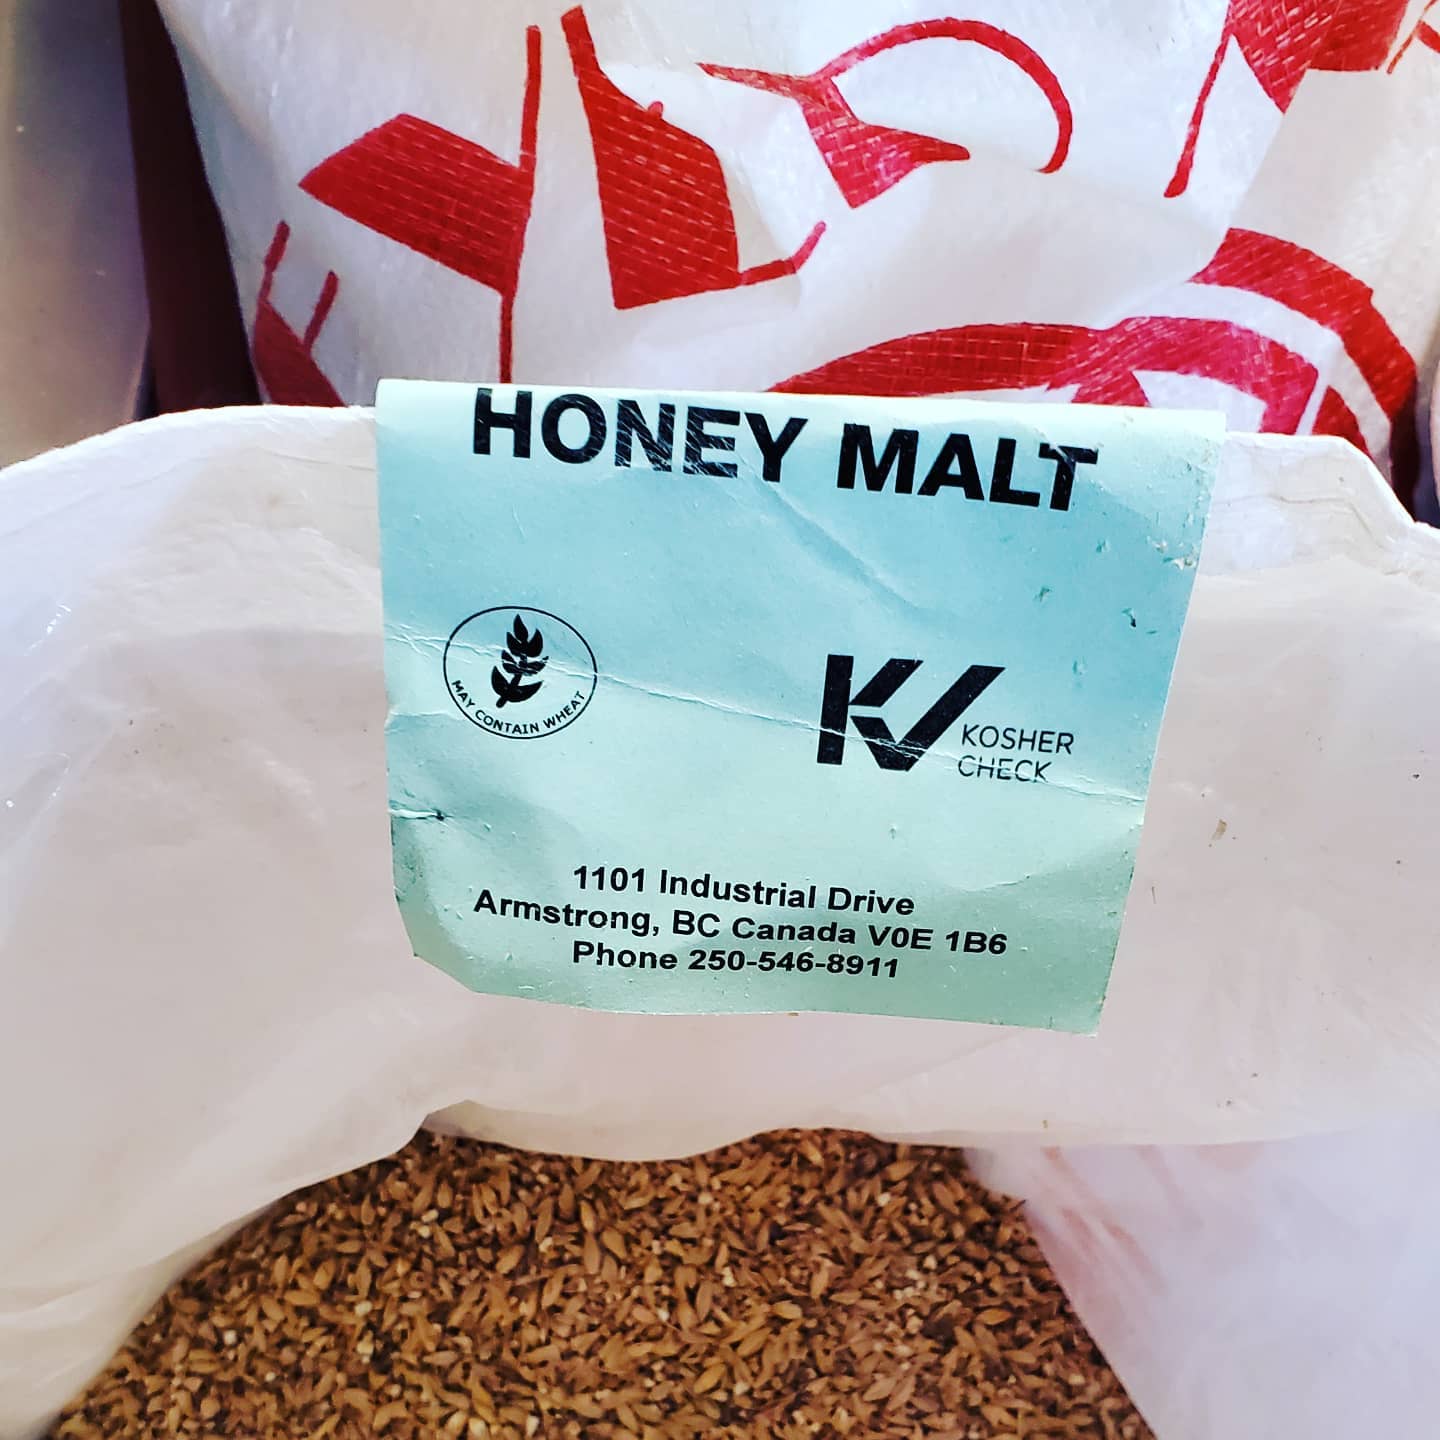 HONEY MALT
MAY CONTAIN WHEAT
KV KOSHER
CHECK
1101 Industrial Drive
Armstrong, BC Canada V0E 1B6
Phone 250-546-8911